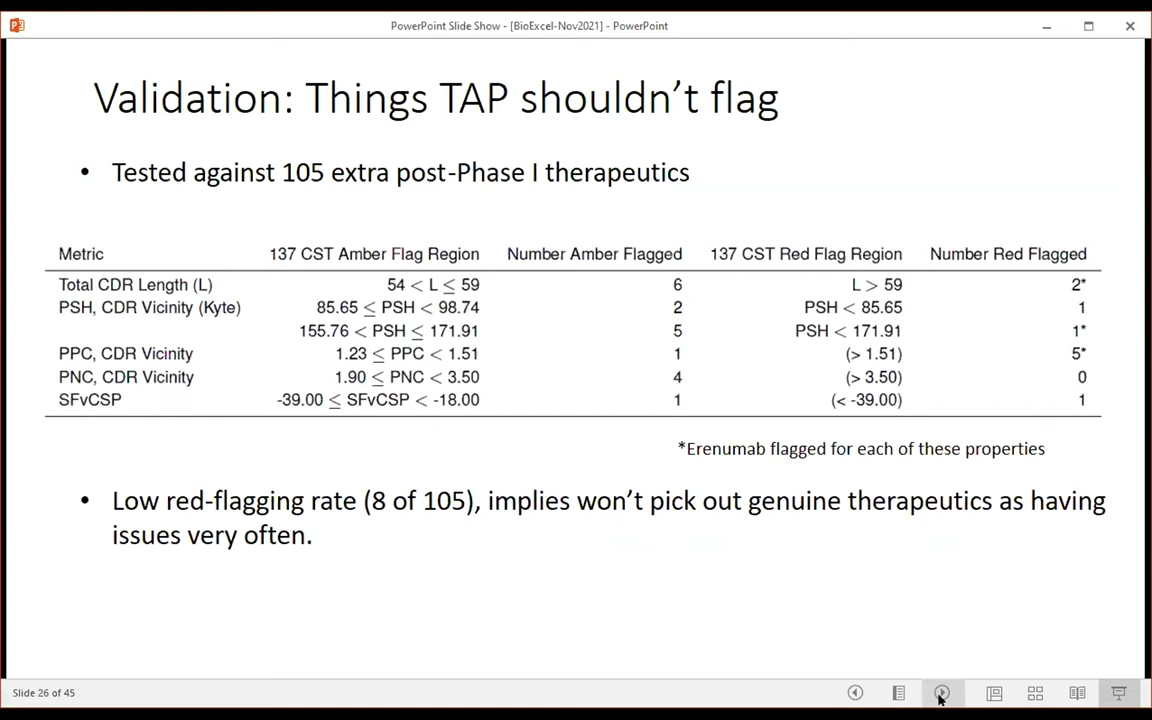 PowerPoint Slide Show - [BioExcel-Nov2021] - PowerPoint
Validation: Things TAP shouldn't flag
• Tested against 105 extra post-Phase I therapeutics
Metric 137 CST Amber Flag Region Number Amber Flagged 137 CST Red Flag Region Number Red Flagged
Total CDR Length (L) 54 < L ≤ 59 6 L > 59 2*
PSH, CDR Vicinity (Kyte) 85.65 ≤ PSH < 98.74 2 PSH < 85.65 1
155.76 < PSH ≤ 171.91 5 PSH < 171.91 1*
PPC, CDR Vicinity 1.23 ≤ PPC < 1.51 1 (> 1.51) 5*
PNC, CDR Vicinity 1.90 ≤ PNC < 3.50 4 (> 3.50) 0
SFvCSP -39.00 ≤ SFvCSP < -18.00 1 (< -39.00) 1
*Erenumab flagged for each of these properties
• Low red-flagging rate (8 of 105), implies won't pick out genuine therapeutics as having
issues very often.
Slide 26 of 45